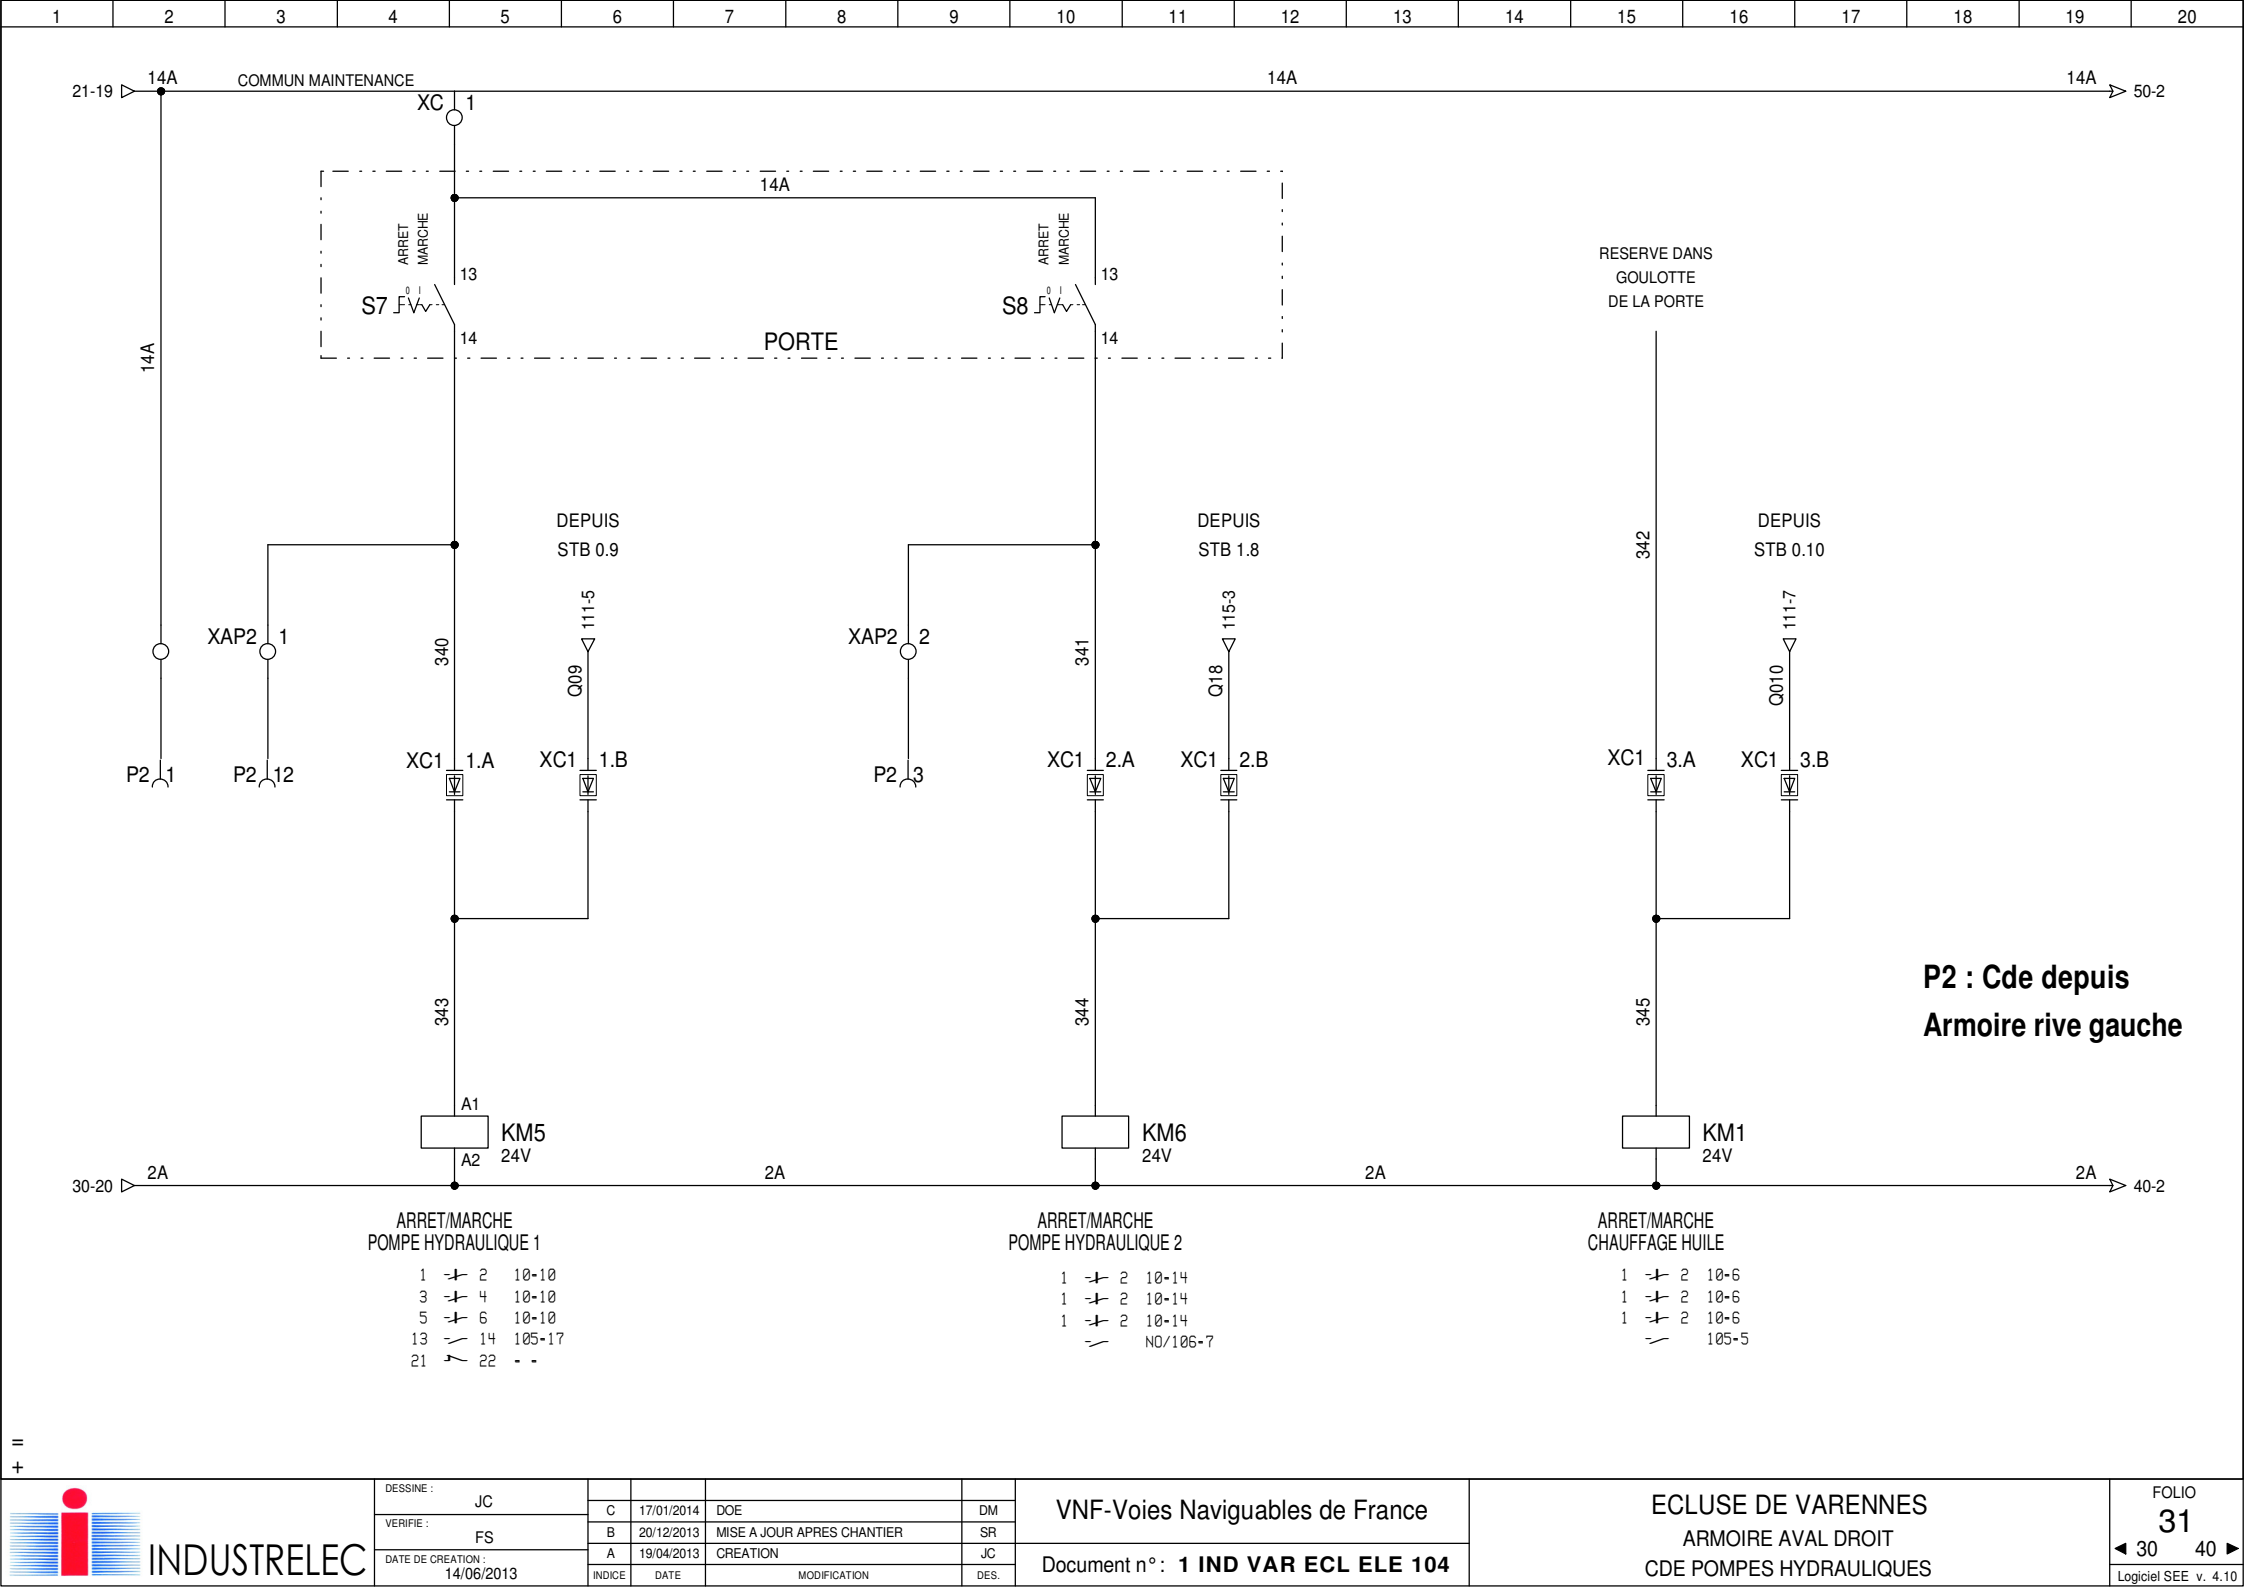 1 2 3 4 5 6 7 8 9 10 11 12 13 14 15 16 17 18 19 20
21-19 14A COMMUN MAINTENANCE 14A 14A 50-2
XC 1
14A
ARRET MARCHE
ARRET MARCHE
13
13
S7 0 I
S8 0 I
14
14
PORTE
14A
RESERVE DANS
GOULOTTE
DE LA PORTE
DEPUIS
STB 0.9
DEPUIS
STB 1.8
DEPUIS
STB 0.10
342
111-5
115-3
111-7
XAP2 1
XAP2 2
340
341
Q09
Q18
Q010
P2 1
P2 12
XC1 1.A
XC1 1.B
P2 3
XC1 2.A
XC1 2.B
XC1 3.A
XC1 3.B
P2 : Cde depuis
Armoire rive gauche
343
344
345
A1
KM5
24V
A2
KM6
24V
KM1
24V
30-20 2A 2A 2A 2A 40-2
ARRET/MARCHE
POMPE HYDRAULIQUE 1
1 2 10-10
3 4 10-10
5 6 10-10
13 14 105-17
21 22 - -
ARRET/MARCHE
POMPE HYDRAULIQUE 2
1 2 10-14
1 2 10-14
1 2 10-14
NO/106-7
ARRET/MARCHE
CHAUFFAGE HUILE
1 2 10-6
1 2 10-6
1 2 10-6
105-5
=
+
INDUSTRELEC
DESSINE :
JC
VERIFIE :
FS
DATE DE CREATION :
14/06/2013
C 17/01/2014 DOE DM
B 20/12/2013 MISE A JOUR APRES CHANTIER SR
A 19/04/2013 CREATION JC
INDICE DATE MODIFICATION DES.
VNF-Voies Naviguables de France
Document n° : 1 IND VAR ECL ELE 104
ECLUSE DE VARENNES
ARMOIRE AVAL DROIT
CDE POMPES HYDRAULIQUES
FOLIO
31
30 40
Logiciel SEE v. 4.10